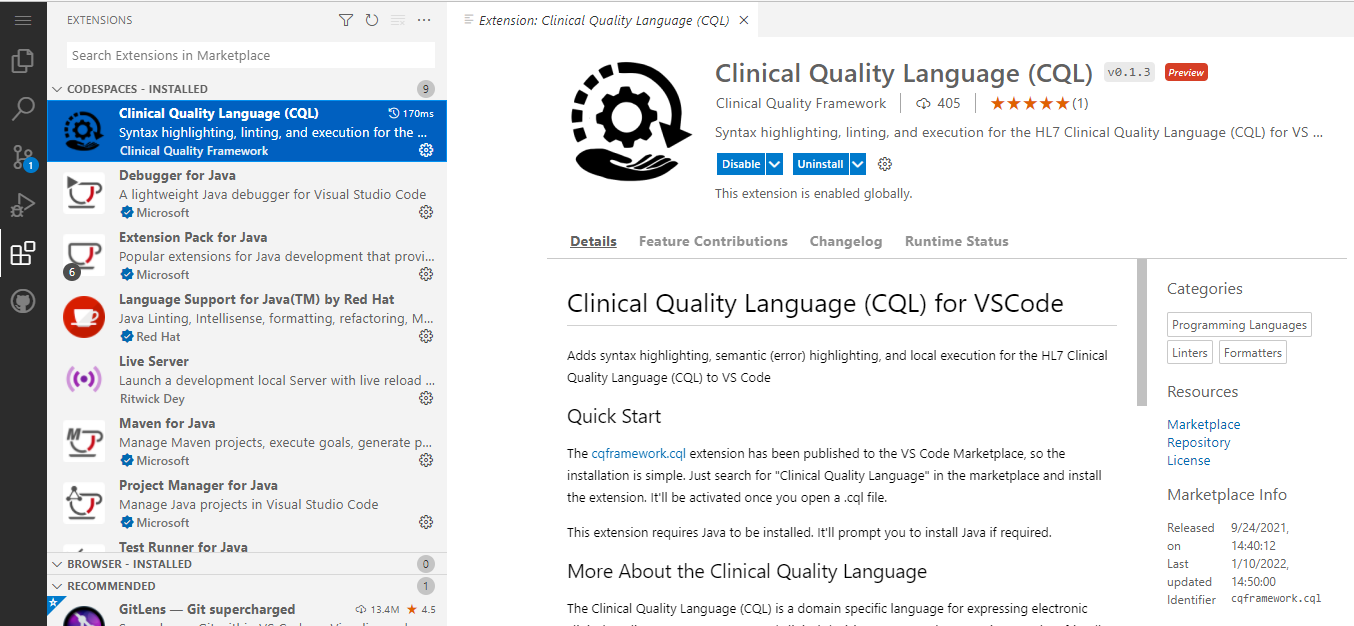 EXTENSIONS
Search Extensions in Marketplace
CODESPACES - INSTALLED 9
Clinical Quality Language (CQL) 170ms
Syntax highlighting, linting, and execution for the ...
Clinical Quality Framework
Debugger for Java
A lightweight Java debugger for Visual Studio Code
Microsoft
Extension Pack for Java
Popular extensions for Java development that provi...
6 Microsoft
Language Support for Java(TM) by Red Hat
Java Linting, Intellisense, formatting, refactoring, M...
Red Hat
Live Server
Launch a development local Server with live reload ...
Ritwick Dey
Maven for Java
Manage Maven projects, execute goals, generate p...
Microsoft
Project Manager for Java
Manage Java projects in Visual Studio Code
Microsoft
Test Runner for Java
BROWSER - INSTALLED 0
RECOMMENDED 1
GitLens — Git supercharged 13.4M 4.5
1
Extension: Clinical Quality Language (CQL)
Clinical Quality Language (CQL) v0.1.3 Preview
Clinical Quality Framework 405 (1)
Syntax highlighting, linting, and execution for the HL7 Clinical Quality Language (CQL) for VS ...
Disable Uninstall
This extension is enabled globally.
Details Feature Contributions Changelog Runtime Status
Clinical Quality Language (CQL) for VSCode
Adds syntax highlighting, semantic (error) highlighting, and local execution for the HL7 Clinical
Quality Language (CQL) to VS Code
Quick Start
The cqframework.cql extension has been published to the VS Code Marketplace, so the
installation is simple. Just search for "Clinical Quality Language" in the marketplace and install
the extension. It'll be activated once you open a .cql file.
This extension requires Java to be installed. It'll prompt you to install Java if required.
More About the Clinical Quality Language
The Clinical Quality Language (CQL) is a domain specific language for expressing electronic
Categories
Programming Languages
Linters Formatters
Resources
Marketplace
Repository
License
Marketplace Info
Released 9/24/2021,
on 14:40:12
Last 1/10/2022,
updated 14:50:00
Identifier cqframework.cql